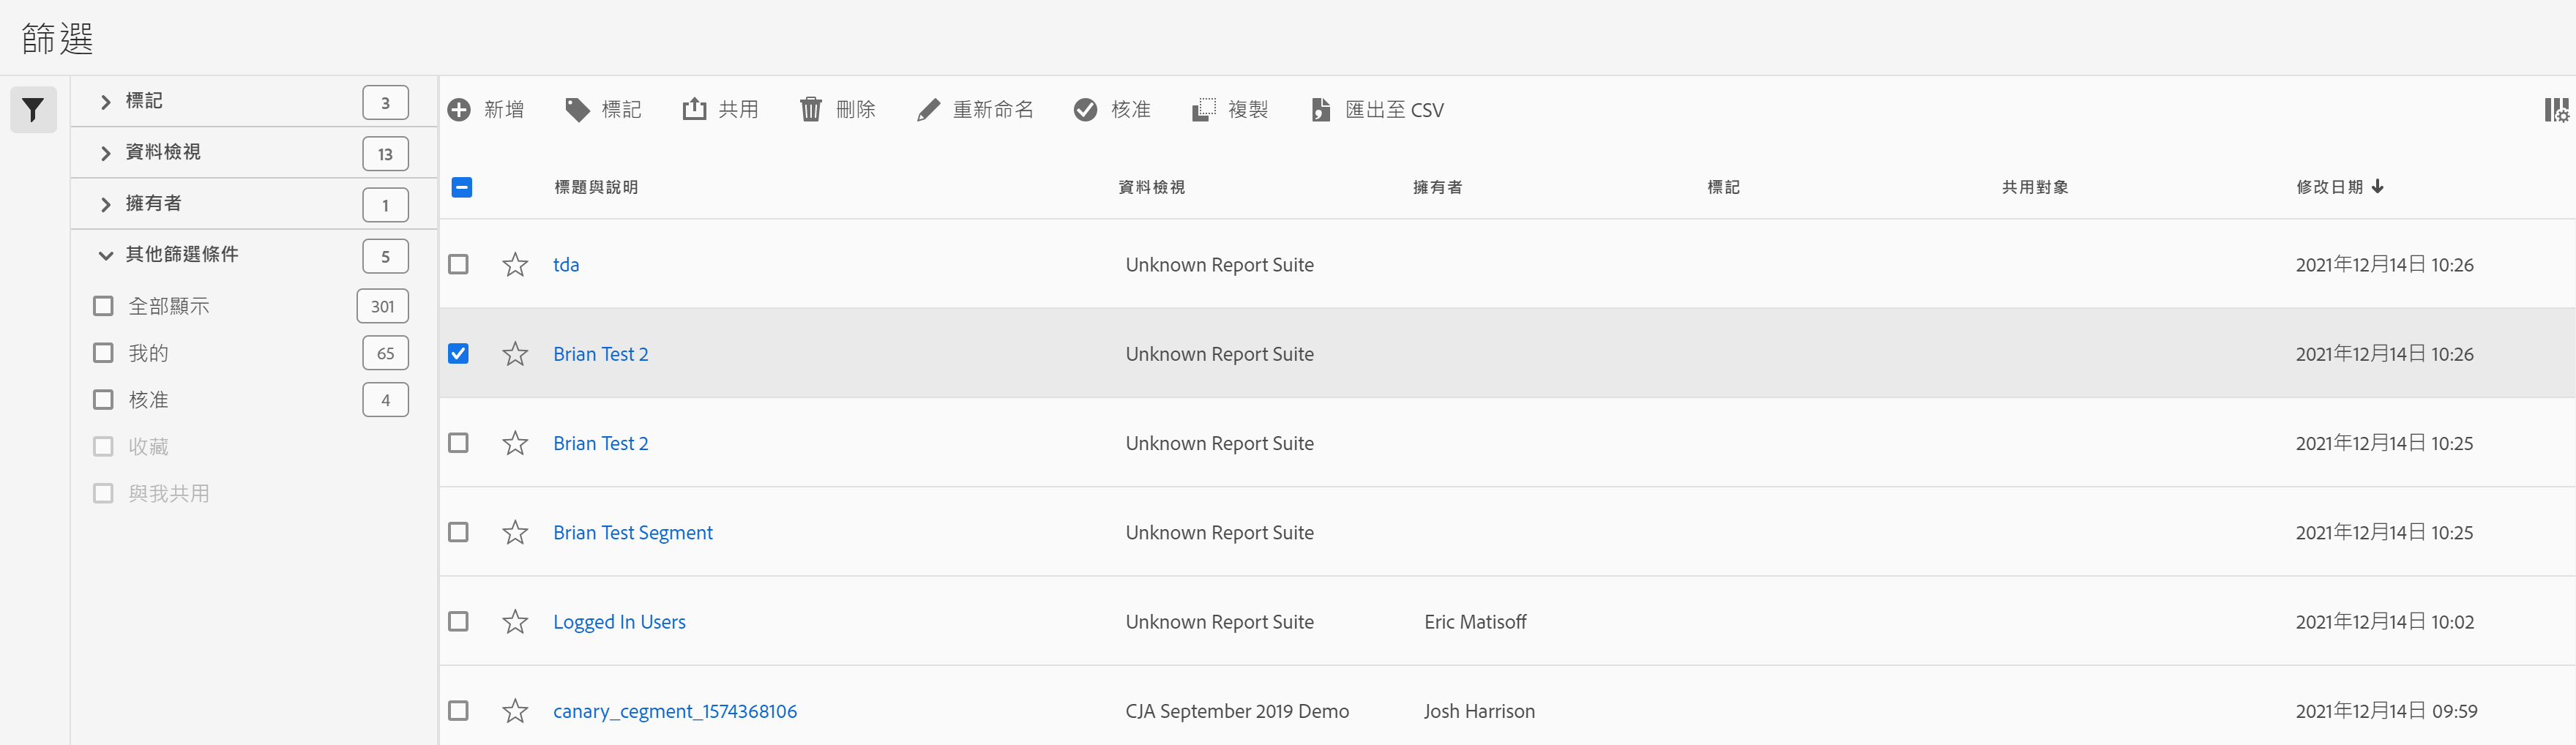 篩選
標記 3
資料檢視 13
擁有者 1
其他篩選條件 5
全部顯示 301
我的 65
核准 4
收藏
與我共用
新增 標記 共用 刪除 重新命名 核准 複製 匯出至 CSV
標題與說明 資料檢視 擁有者 標記 共用對象 修改日期
tda Unknown Report Suite 2021年12月14日 10:26
Brian Test 2 Unknown Report Suite 2021年12月14日 10:26
Brian Test 2 Unknown Report Suite 2021年12月14日 10:25
Brian Test Segment Unknown Report Suite 2021年12月14日 10:25
Logged In Users Unknown Report Suite Eric Matisoff 2021年12月14日 10:02
canary_cegment_1574368106 CJA September 2019 Demo Josh Harrison 2021年12月14日 09:59